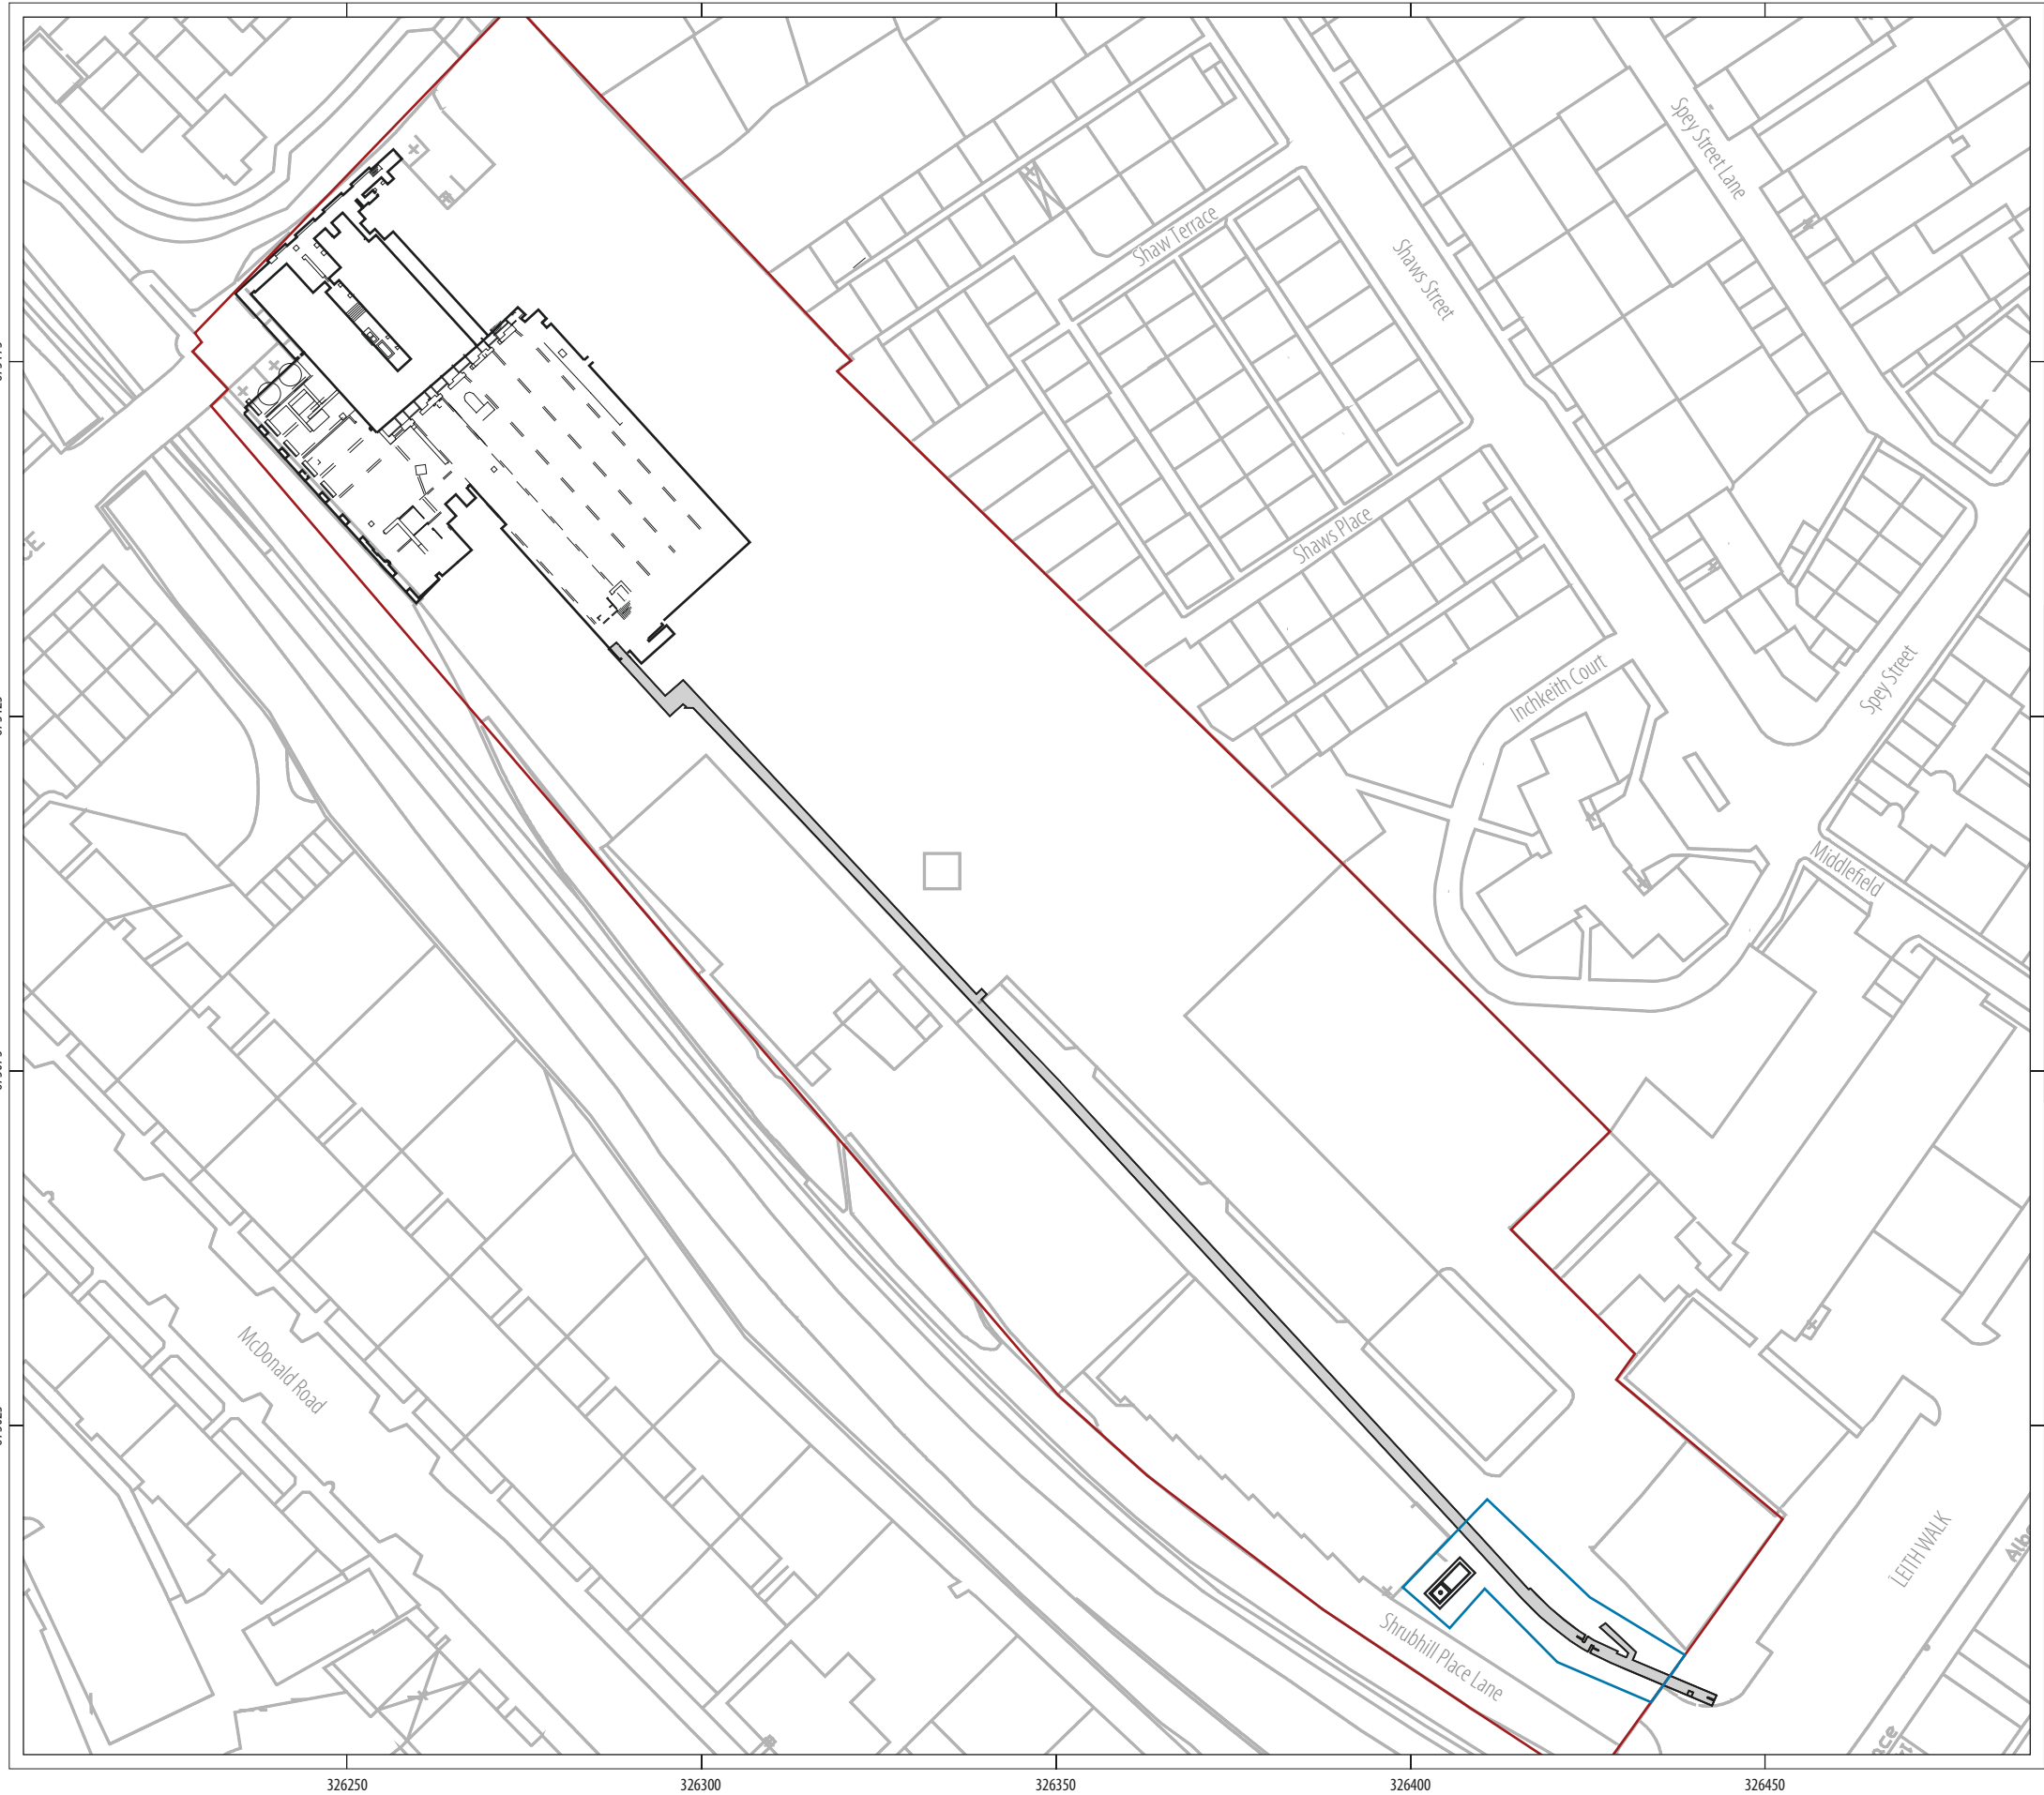 Spey Street Lane
Shaw Terrace
Shaws Street
Shaws Place
Inchkeith Court
Spey Street
Middlefield
McDonald Road
LEITH WALK
Shrubhill Place Lane
326250
326300
326350
326400
326450